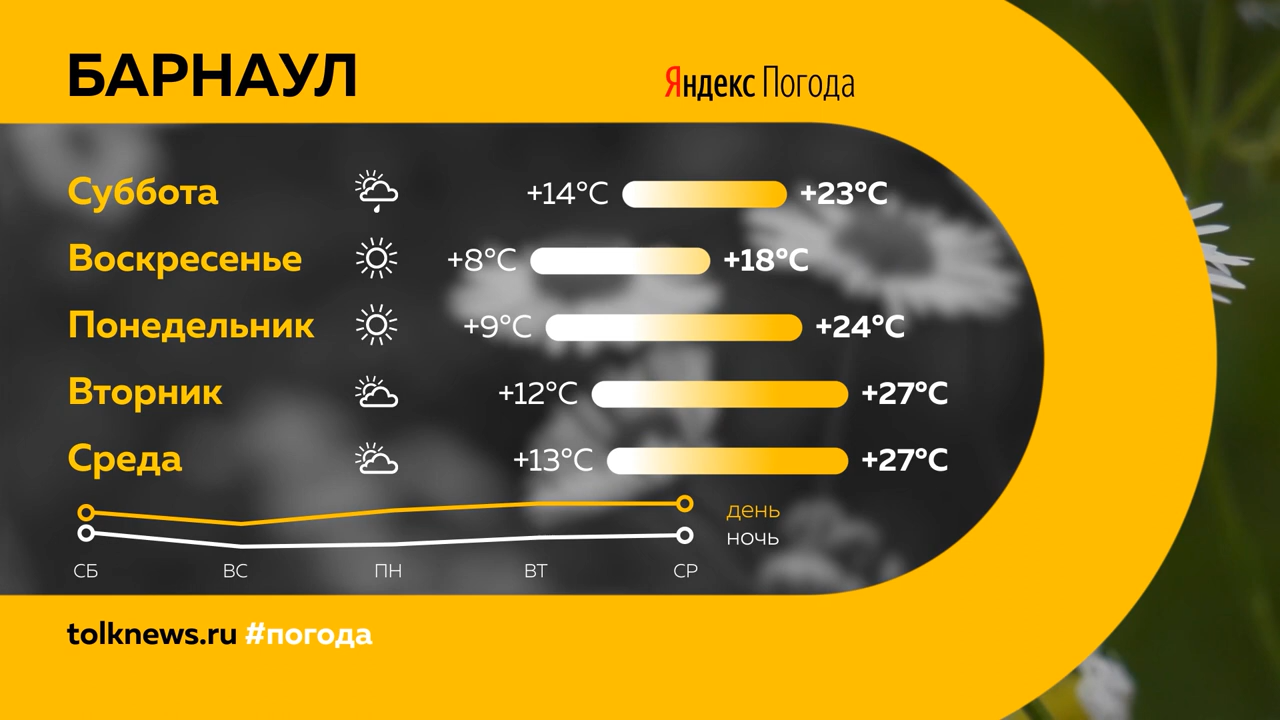 БАРНАУЛ
Яндекс Погода
Суббота +14°C +23°C
Воскресенье +8°C +18°C
Понедельник +9°C +24°C
Вторник +12°C +27°C
Среда +13°C +27°C
день
ночь
СБ ВС ПН ВТ СР
tolknews.ru #погода